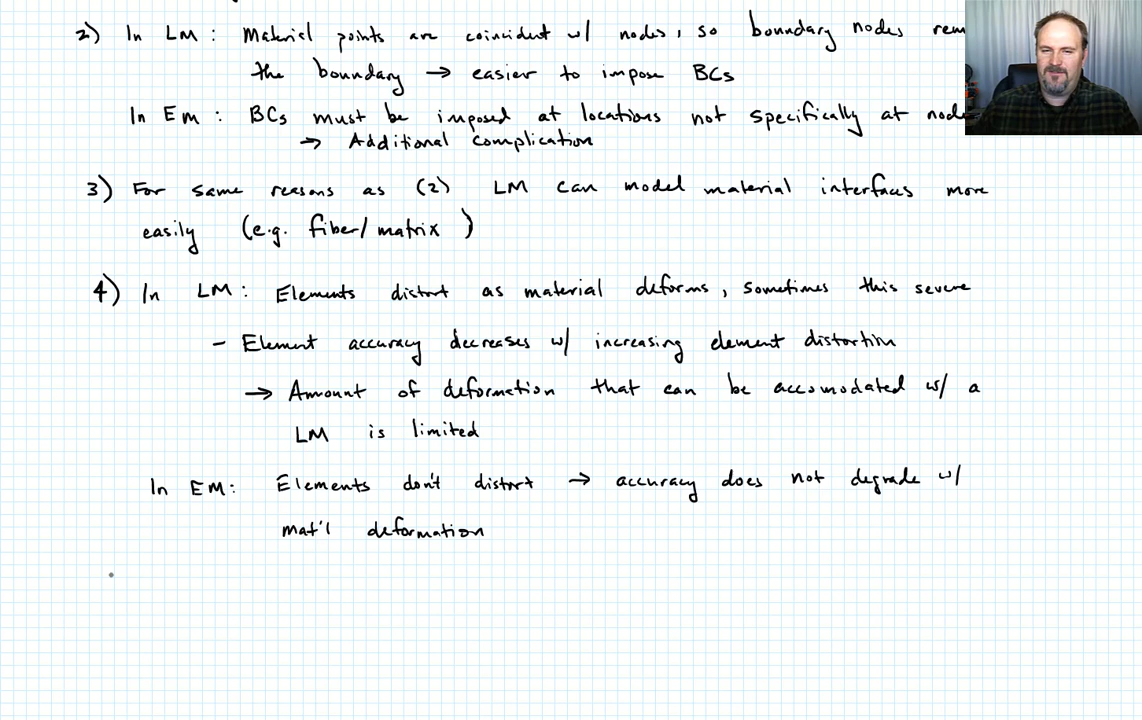 2) In LM: Material points are coincident w/ nodes, so boundary nodes rem
the boundary → easier to impose BCs
In EM: BCs must be imposed at locations not specifically at node
→ Additional complication
3) For same reasons as (2) LM can model material interfaces more
easily (e.g. fiber/matrix)
4) In LM: Elements distort as material deforms, sometimes this severe
- Element accuracy decreases w/ increasing element distortion
→ Amount of deformation that can be accomodated w/ a
LM is limited
In EM: Elements don't distort → accuracy does not degrade w/
mat'l deformation